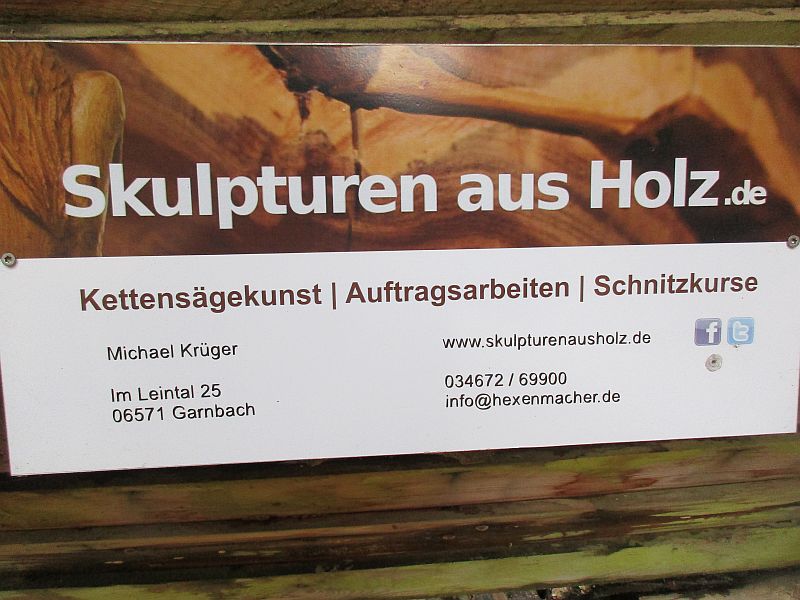 Skulpturen aus Holz.de
Kettensägekunst | Auftragsarbeiten | Schnitzkurse
Michael Krüger
www.skulpturenausholz.de
Im Leintal 25
06571 Garnbach
034672 / 69900
info@hexenmacher.de